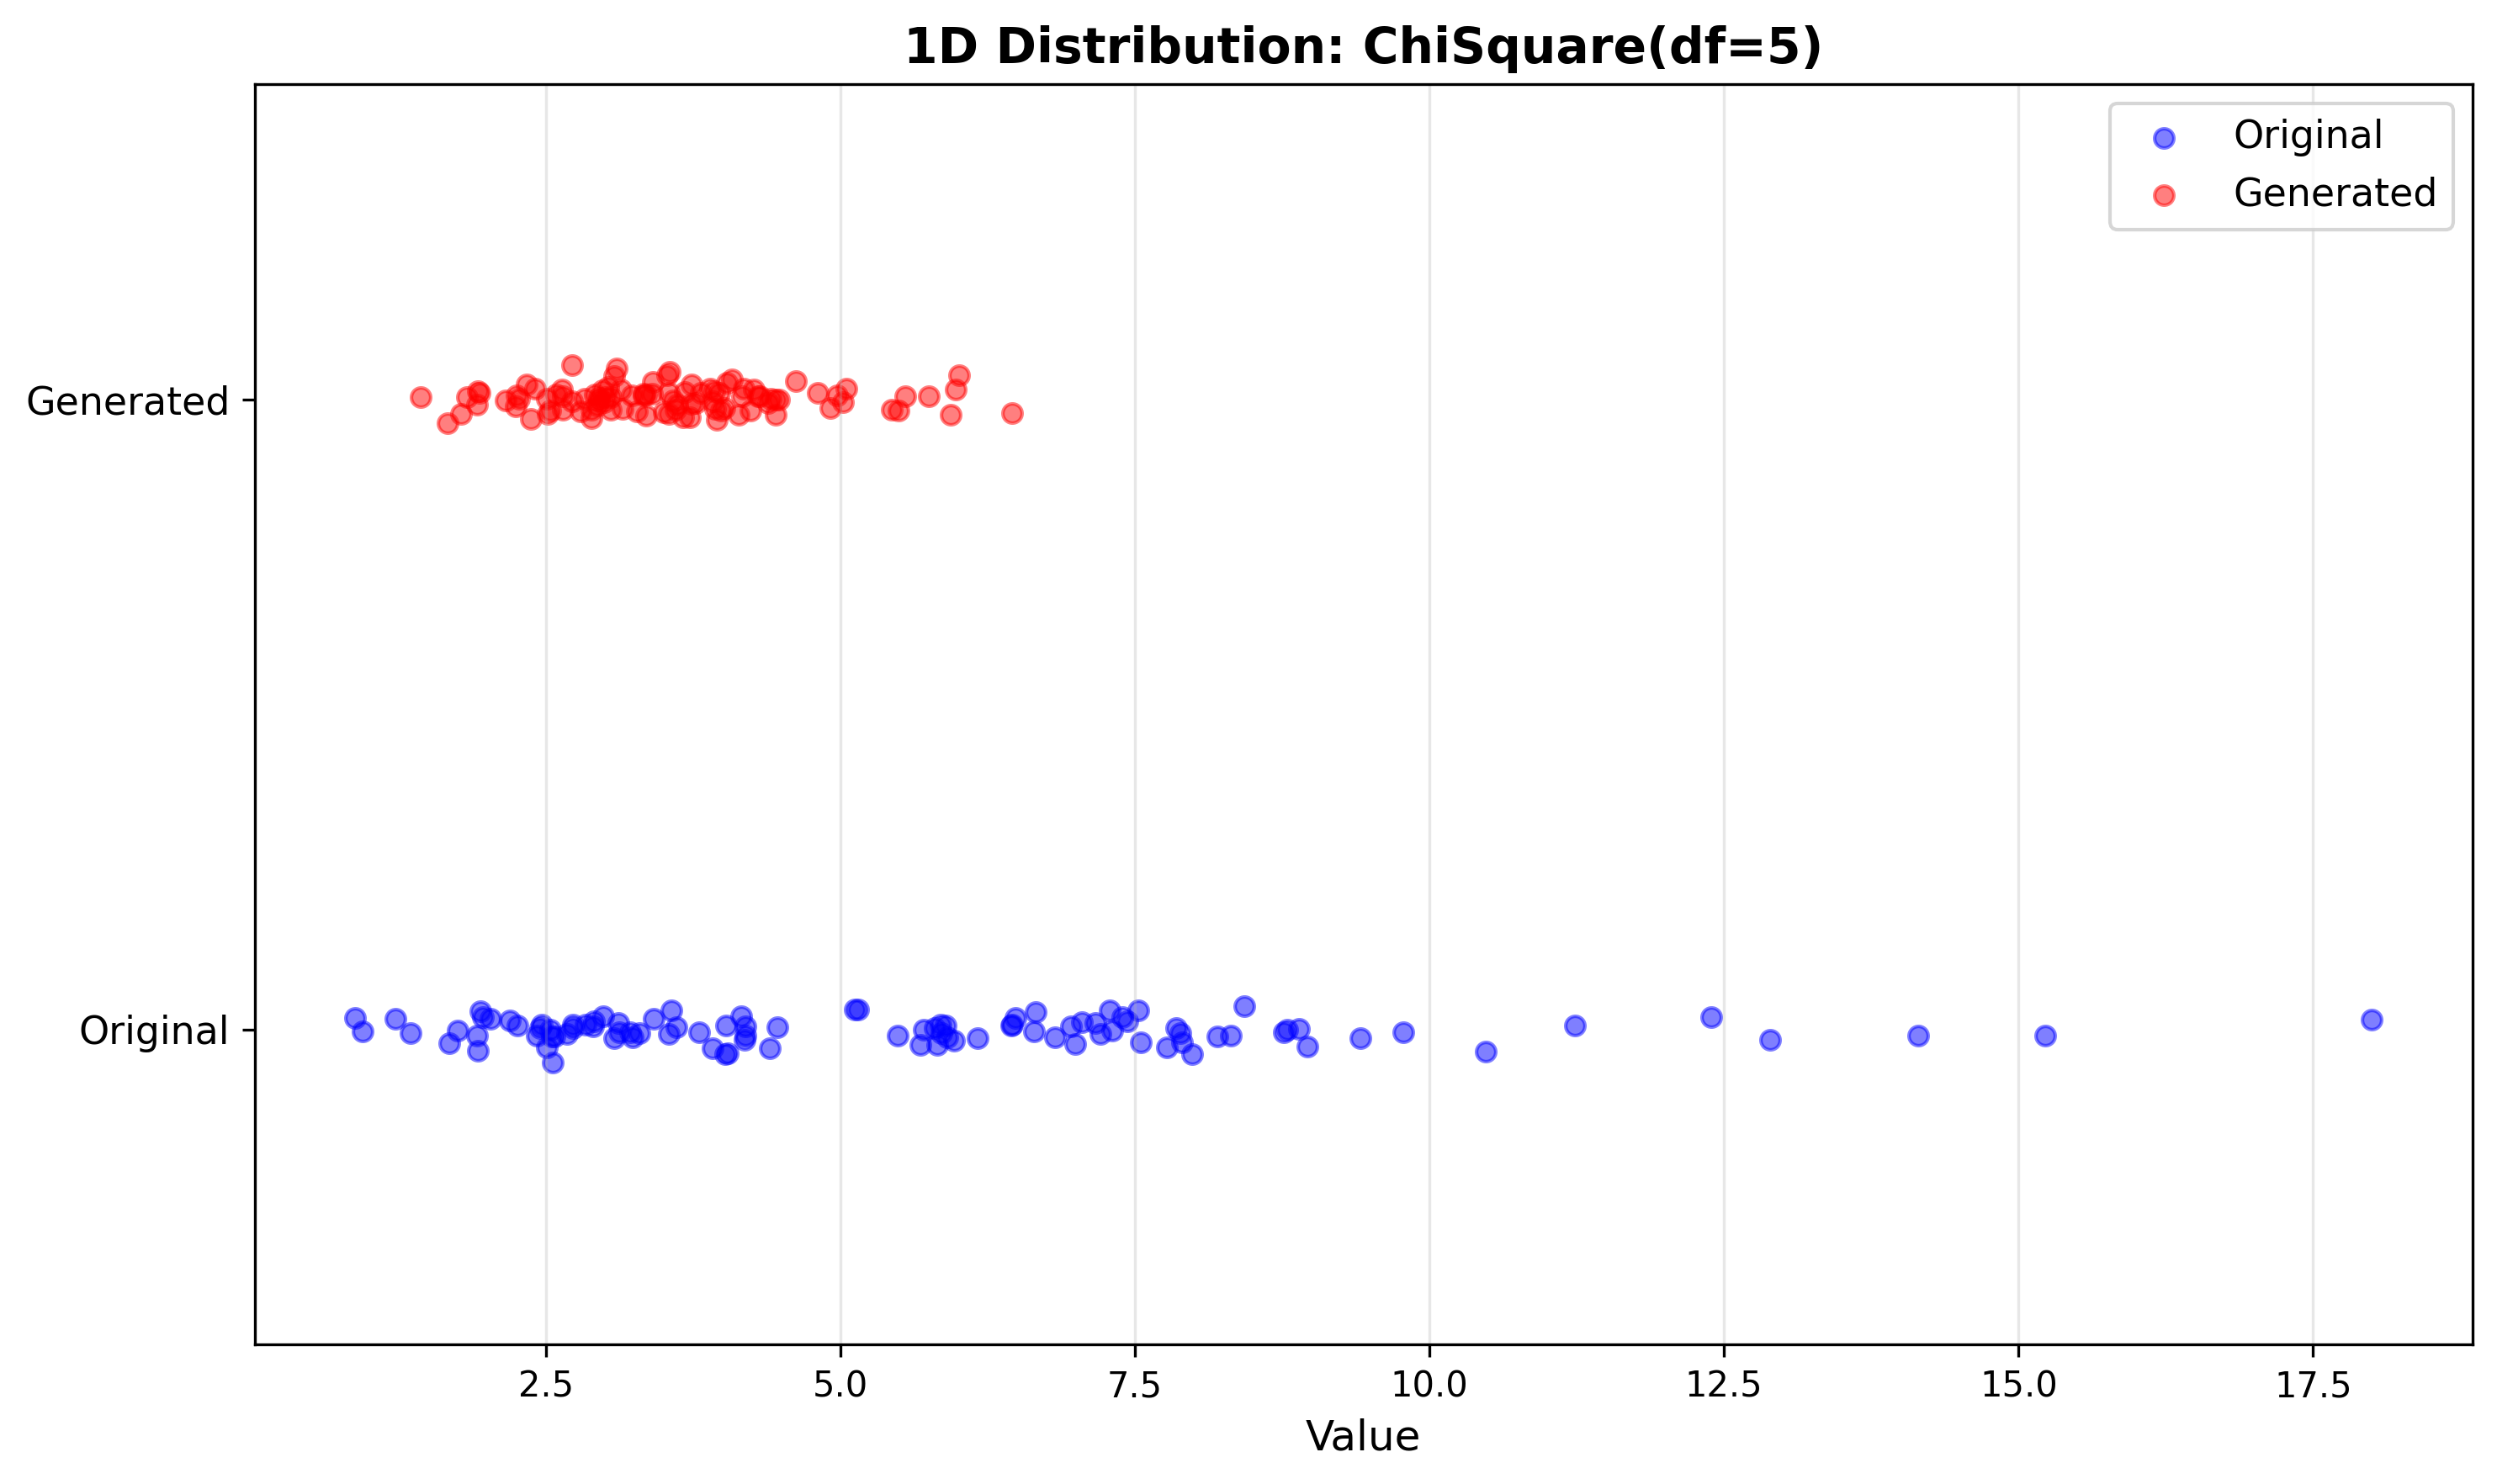 1D Distribution: ChiSquare(df=5)
Original
Generated
Generated
Original
2.5 5.0 7.5 10.0 12.5 15.0 17.5
Value